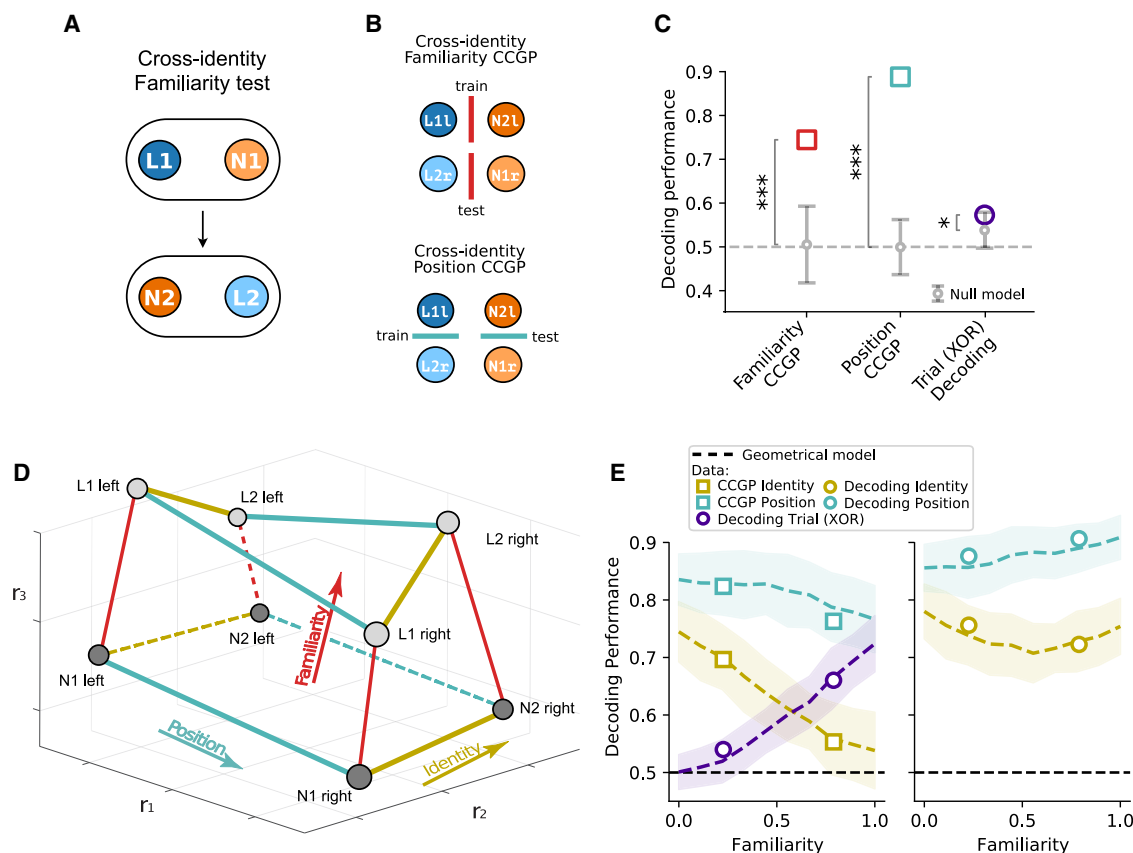 A
Cross-identity
Familiarity test
L1
N1
N2
L2
B
Cross-identity
Familiarity CCGP
train
L1l
N2l
L2r
N1r
test
Cross-identity
Position CCGP
L1l
N2l
train
test
L2r
N1r
C
Decoding performance
0.9
0.8
0.7
0.6
0.5
0.4
***
***
*
Null model
Familiarity
CCGP
Position
CCGP
Trial (XOR)
Decoding
D
L1 left
L2 left
L2 right
r3
N2 left
L1 right
N1 left
Familiarity
N2 right
Position
Identity
N1 right
r1
r2
E
Geometrical model
Data:
CCGP Identity
Decoding Identity
CCGP Position
Decoding Position
Decoding Trial (XOR)
Decoding Performance
0.9
0.8
0.7
0.6
0.5
0.0
0.5
1.0
Familiarity
0.0
0.5
1.0
Familiarity